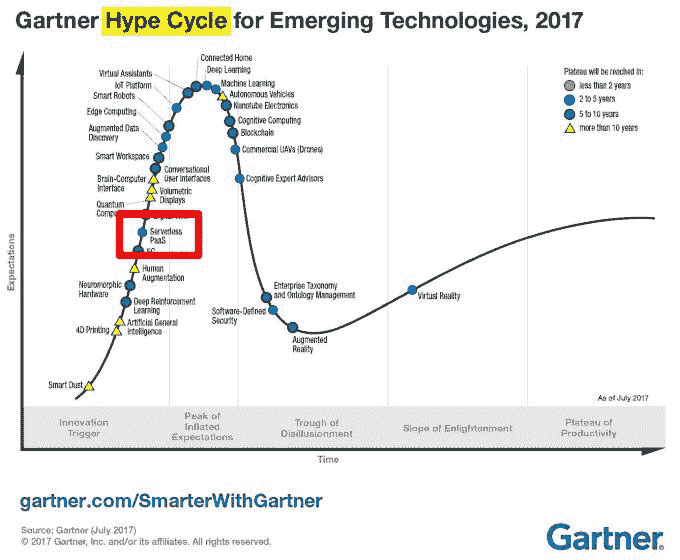 Gartner Hype Cycle for Emerging Technologies, 2017
Plateau will be reached in:
less than 2 years
2 to 5 years
5 to 10 years
more than 10 years
Expectations
Connected Home
Deep Learning
Virtual Assistants
Machine Learning
IoT Platform
Autonomous Vehicles
Smart Robots
Nanotube Electronics
Edge Computing
Cognitive Computing
Augmented Data
Discovery
Blockchain
Commercial UAVs (Drones)
Smart Workspace
Conversational
User Interfaces
Cognitive Expert Advisors
Brain-Computer
Interface
Volumetric
Displays
Quantum
Serverless
PaaS
Human
Augmentation
Neuromorphic
Hardware
Deep Reinforcement
Learning
Artificial General
Intelligence
4D Printing
Smart Dust
Enterprise Taxonomy
and Ontology Management
Software-Defined
Security
Augmented
Reality
Virtual Reality
As of July 2017
Innovation
Trigger
Peak of
Inflated
Expectations
Trough of
Disillusionment
Slope of Enlightenment
Plateau of
Productivity
Time
gartner.com/SmarterWithGartner
Source: Gartner (July 2017)
© 2017 Gartner, Inc. and/or its affiliates. All rights reserved.
Gartner